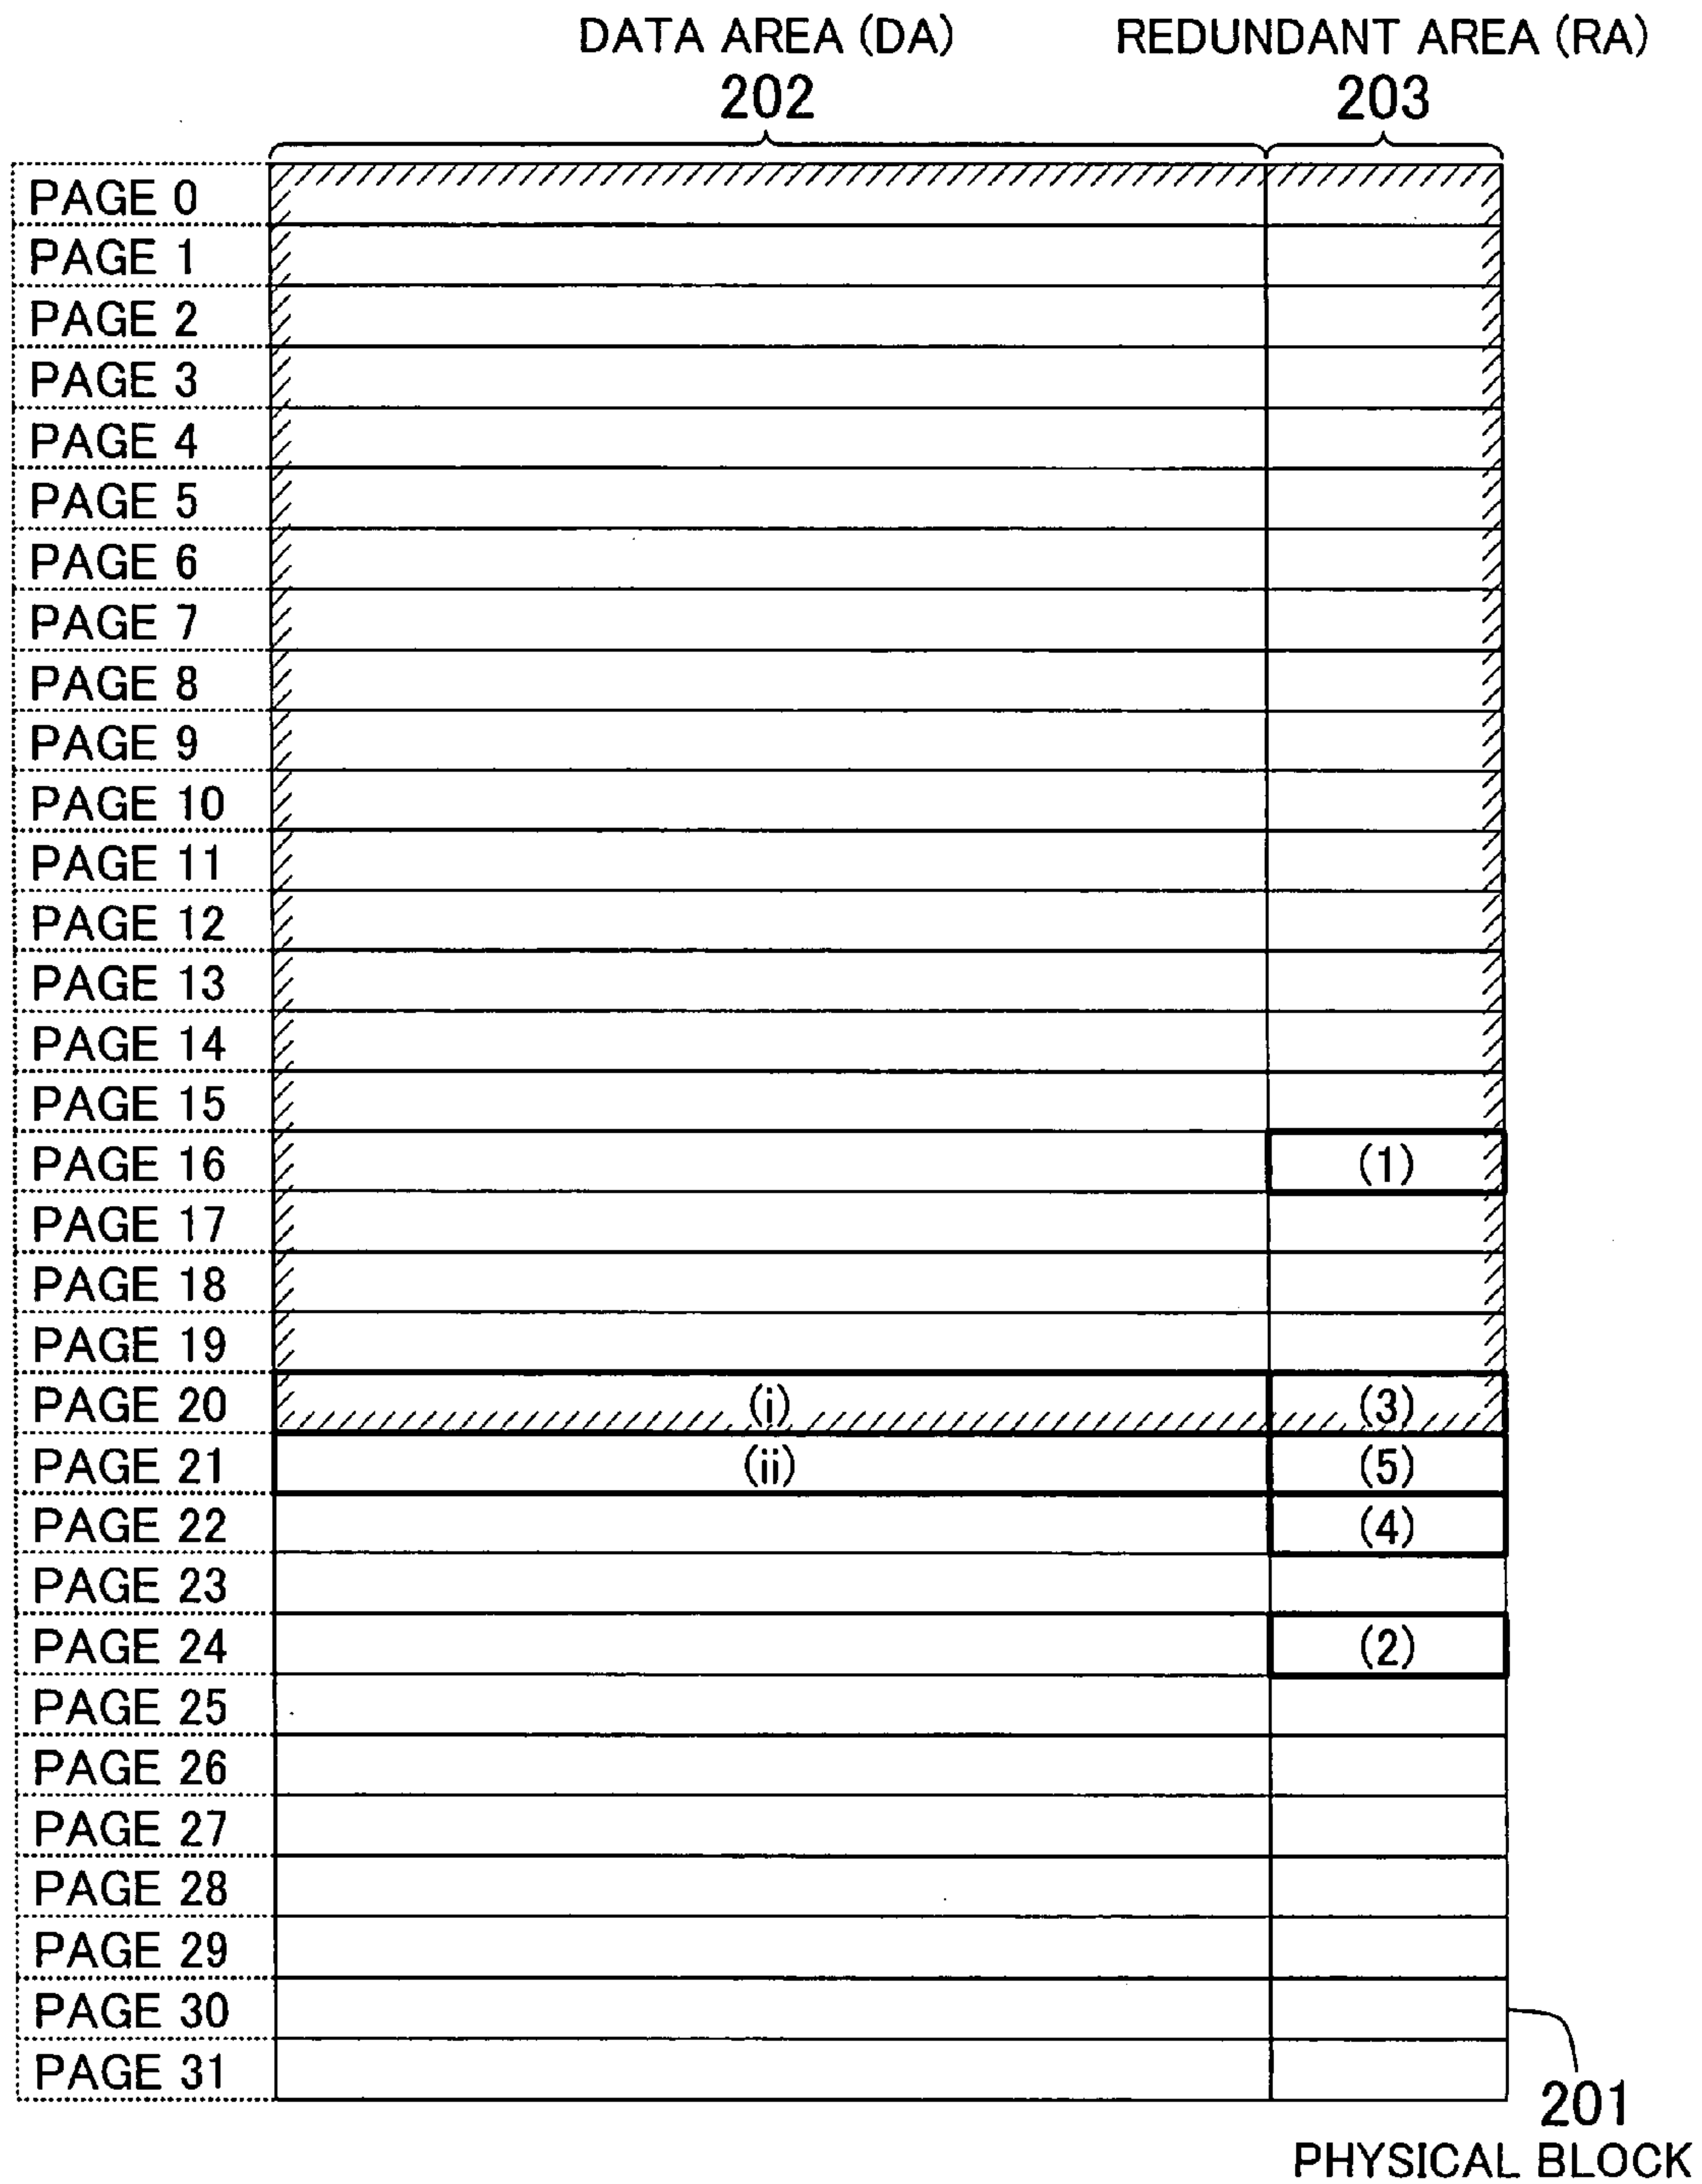 DATA AREA (DA) REDUNDANT AREA (RA)
202 203
PAGE 0
PAGE 1
PAGE 2
PAGE 3
PAGE 4
PAGE 5
PAGE 6
PAGE 7
PAGE 8
PAGE 9
PAGE 10
PAGE 11
PAGE 12
PAGE 13
PAGE 14
PAGE 15
PAGE 16 (1)
PAGE 17
PAGE 18
PAGE 19
PAGE 20 (i) (3)
PAGE 21 (ii) (5)
PAGE 22 (4)
PAGE 23
PAGE 24 (2)
PAGE 25
PAGE 26
PAGE 27
PAGE 28
PAGE 29
PAGE 30
PAGE 31
201
PHYSICAL BLOCK